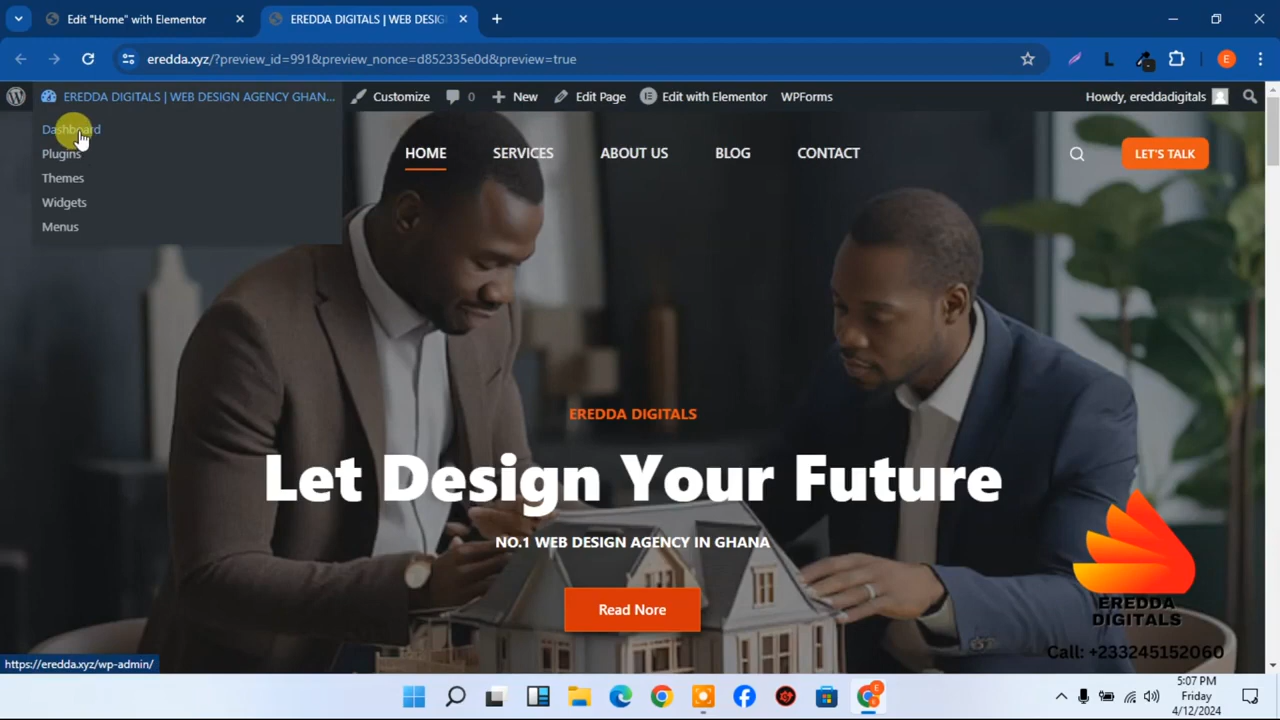 Edit "Home" with Elementor
EREDDA DIGITALS | WEB DESIG
eredda.xyz/?preview_id=991&preview_nonce=d852335e0d&preview=true
L
E
EREDDA DIGITALS | WEB DESIGN AGENCY GHAN...
Customize
0
New
Edit Page
Edit with Elementor
WPForms
Howdy, ereddadigitals
Dashboard
Plugins
Themes
Widgets
Menus
HOME
SERVICES
ABOUT US
BLOG
CONTACT
LET'S TALK
EREDDA DIGITALS
Let Design Your Future
NO.1 WEB DESIGN AGENCY IN GHANA
Read Nore
EREDDA
DIGITALS
Call: +233245152060
https://eredda.xyz/wp-admin/
E
5:07 PM
Friday
4/12/2024